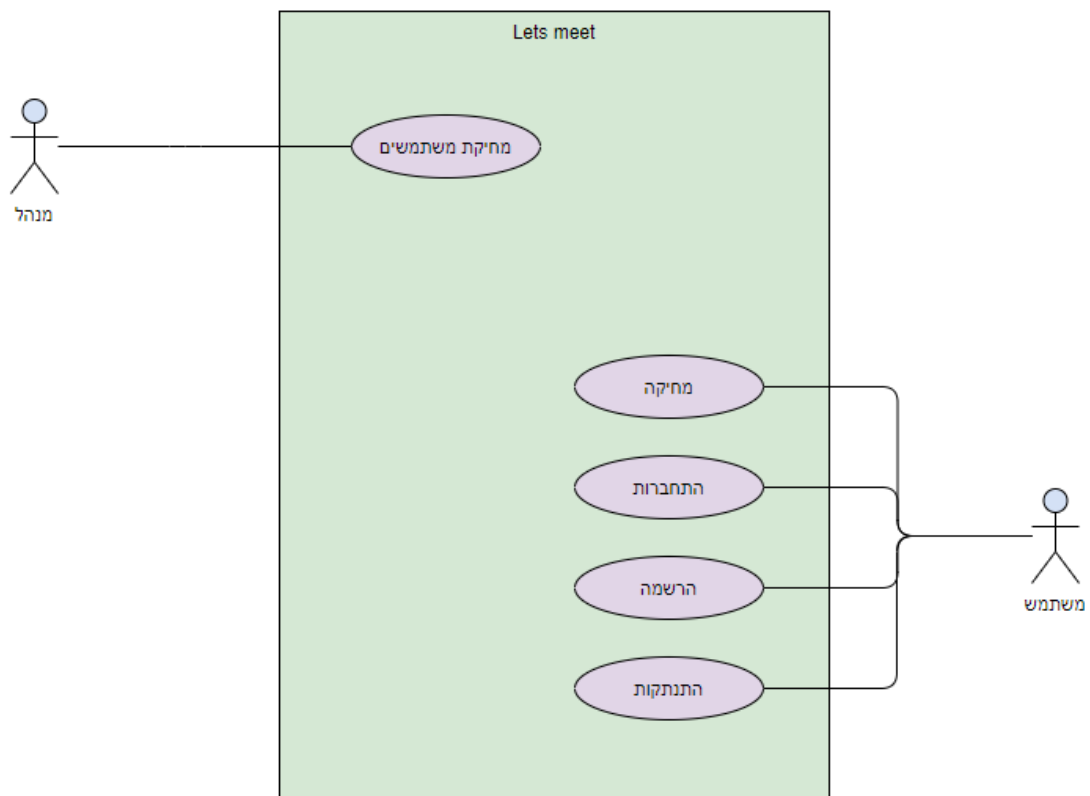 Lets meet
מחיקת משתמשים
מנהל
מחיקה
התחברות
הרשמה
משתמש
התנתקות